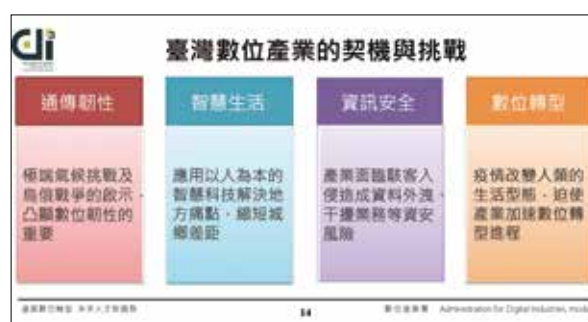 臺灣數位產業的契機與挑戰
通傳韌性
極端氣候挑戰及
烏俄戰爭的啟示,
凸顯數位韌性的
重要
智慧生活
應用以人為本的
智慧科技解決地
方痛點,縮短城
鄉差距
資訊安全
產業面臨駭客入
侵造成資料外洩、
干擾業務等資安
風險
數位轉型
疫情改變人類的
生活型態,迫使
產業加速數位轉
型進程
14
數位產業署 Administration for Digital Industries, moda